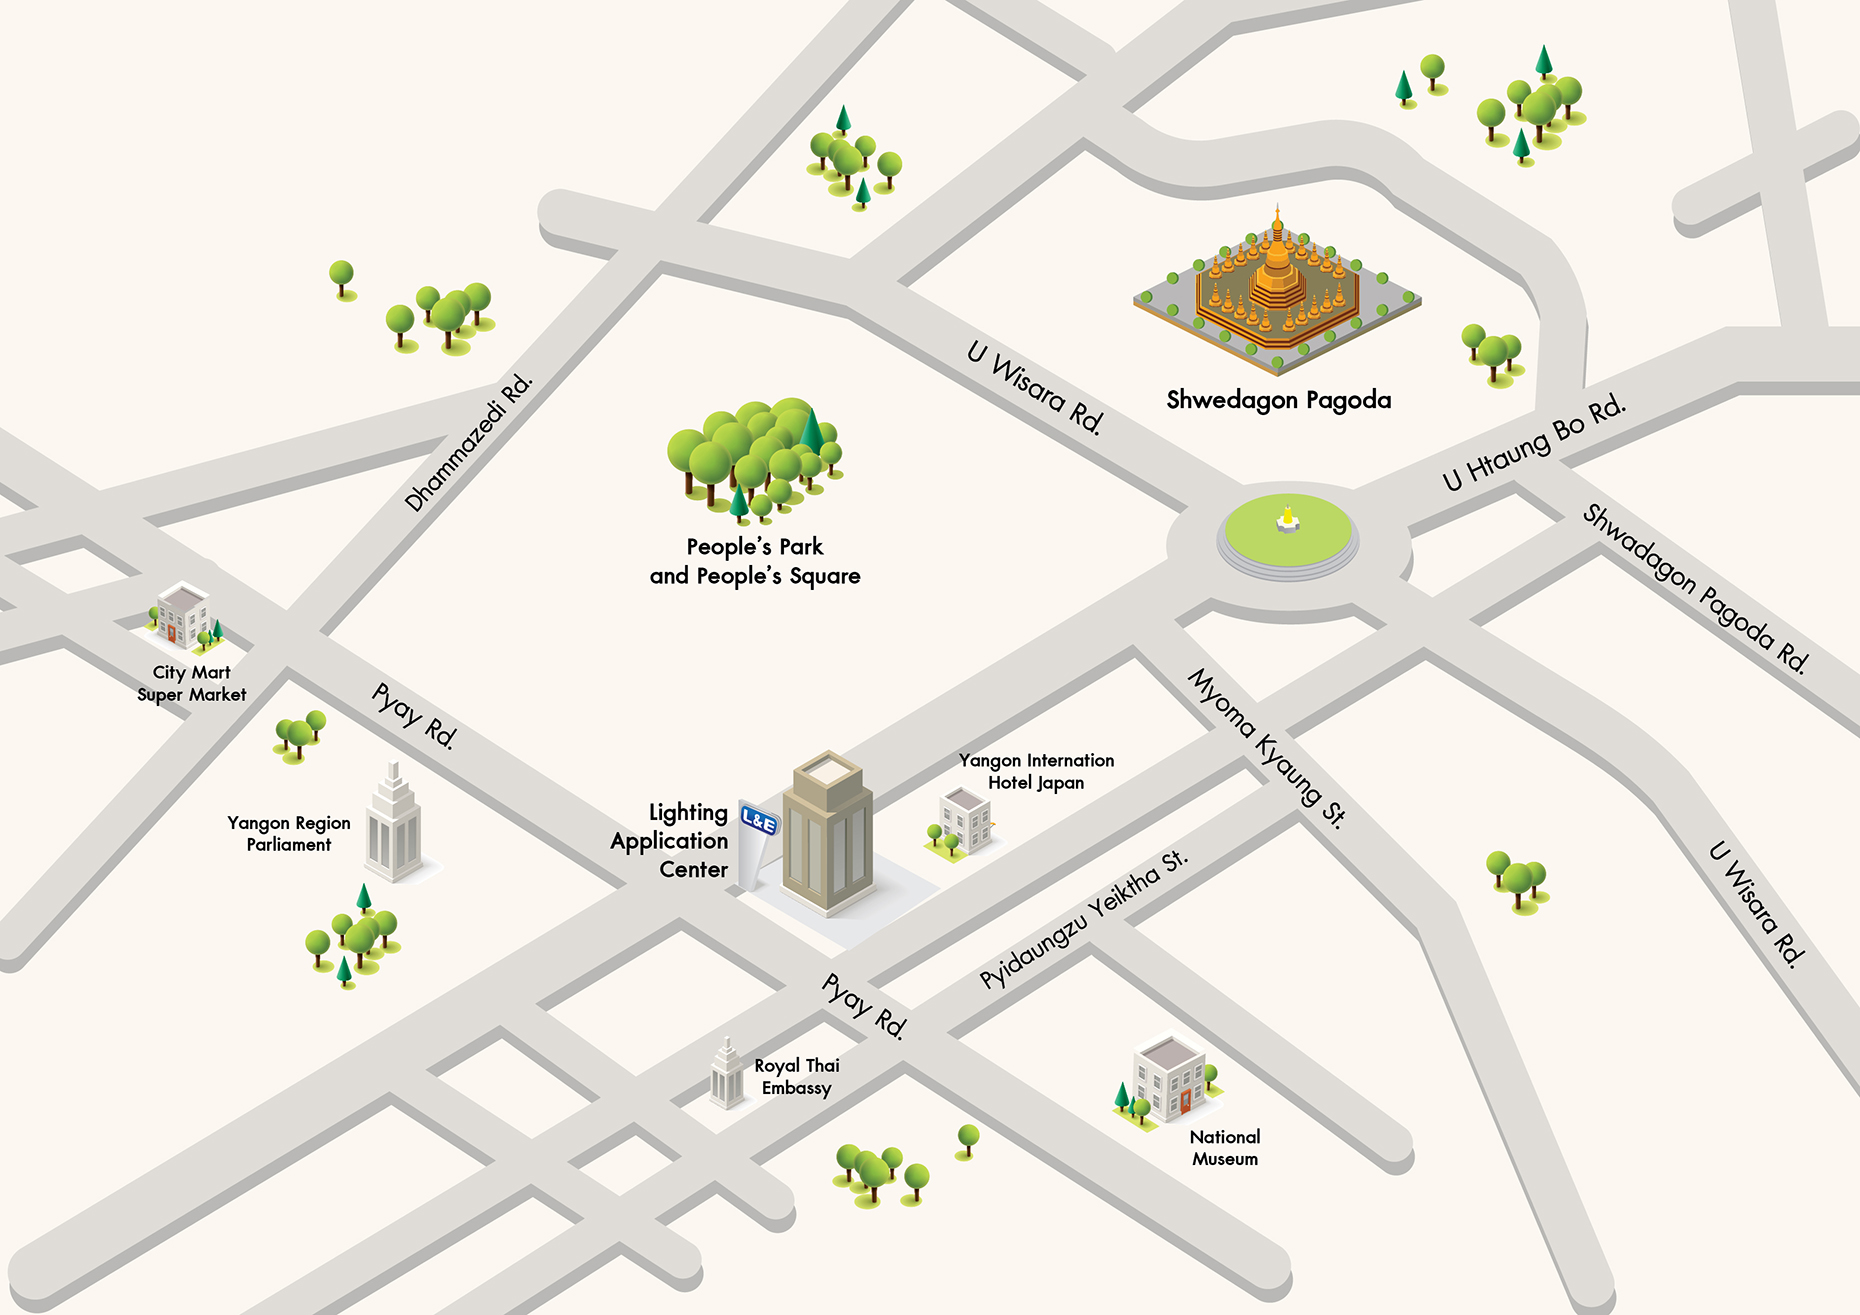 U Wisara Rd.
Shwedagon Pagoda
Dhammazedi Rd.
U Htaung Bo Rd.
Shwadagon Pagoda Rd.
People's Park
and People's Square
City Mart
Super Market
Pyay Rd.
Myoma Kyaung St.
Yangon Internation
Hotel Japan
Lighting
Application
Center
L&E
Yangon Region
Parliament
Pyidaungzu Yeiktha St.
U Wisara Rd.
Pyay Rd.
Royal Thai
Embassy
National
Museum